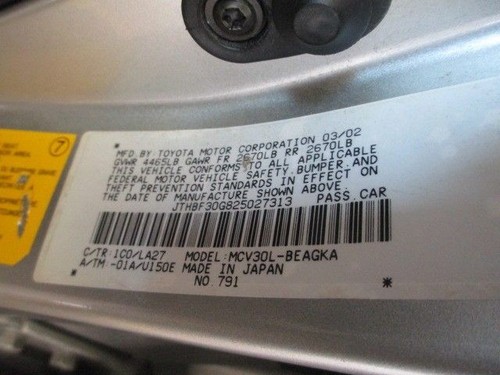 MFD BY TOYOTA MOTOR CORPORATION 03/02
GVWR 4465LB GAWR FR 2670LB RR 2670LB
THIS VEHICLE CONFORMS TO ALL APPLICABLE
FEDERAL MOTOR VEHICLE SAFETY, BUMPER, AND
THEFT PREVENTION STANDARDS IN EFFECT ON
THE DATE OF MANUFACTURE SHOWN ABOVE.
JTHBF30G825027313 PASS. CAR
C/TR: 1C0/LA27 MODEL: MCV30L-BEAGKA
A/TM: -01A/U150E MADE IN JAPAN
NO. 791
7
AREA